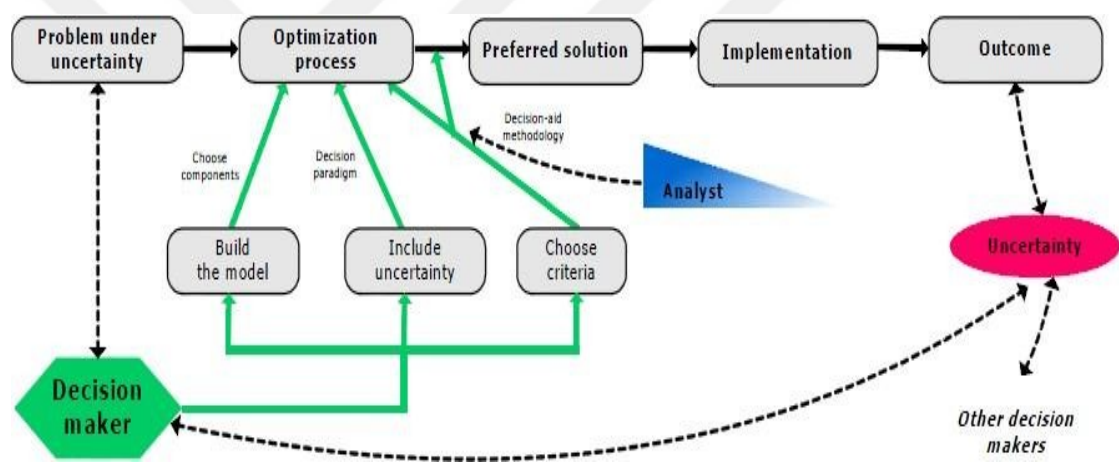 Problem under
uncertainty
Optimization
process
Preferred solution
Implementation
Outcome
Choose
components
Decision
paradigm
Decision-aid
methodology
Analyst
Build
the model
Include
uncertainty
Choose
criteria
Uncertainty
Decision
maker
Other decision
makers